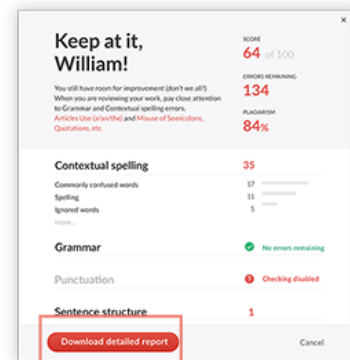 ×
Keep at it,
William!
You still have room for improvement (don't we all?)
When you are reviewing your work, pay close attention
to Grammar and Contextual spelling errors.
Articles Use (a/an/the) and Misuse of Semicolons,
Quotations, etc.
SCORE
64 of 100
ERRORS REMAINING
134
PLAGIARISM
84%
Contextual spelling 35
Commonly confused words 17
Spelling 11
Ignored words 5
more...
Grammar No errors remaining
Punctuation Checking disabled
Sentence structure 1
Download detailed report Cancel